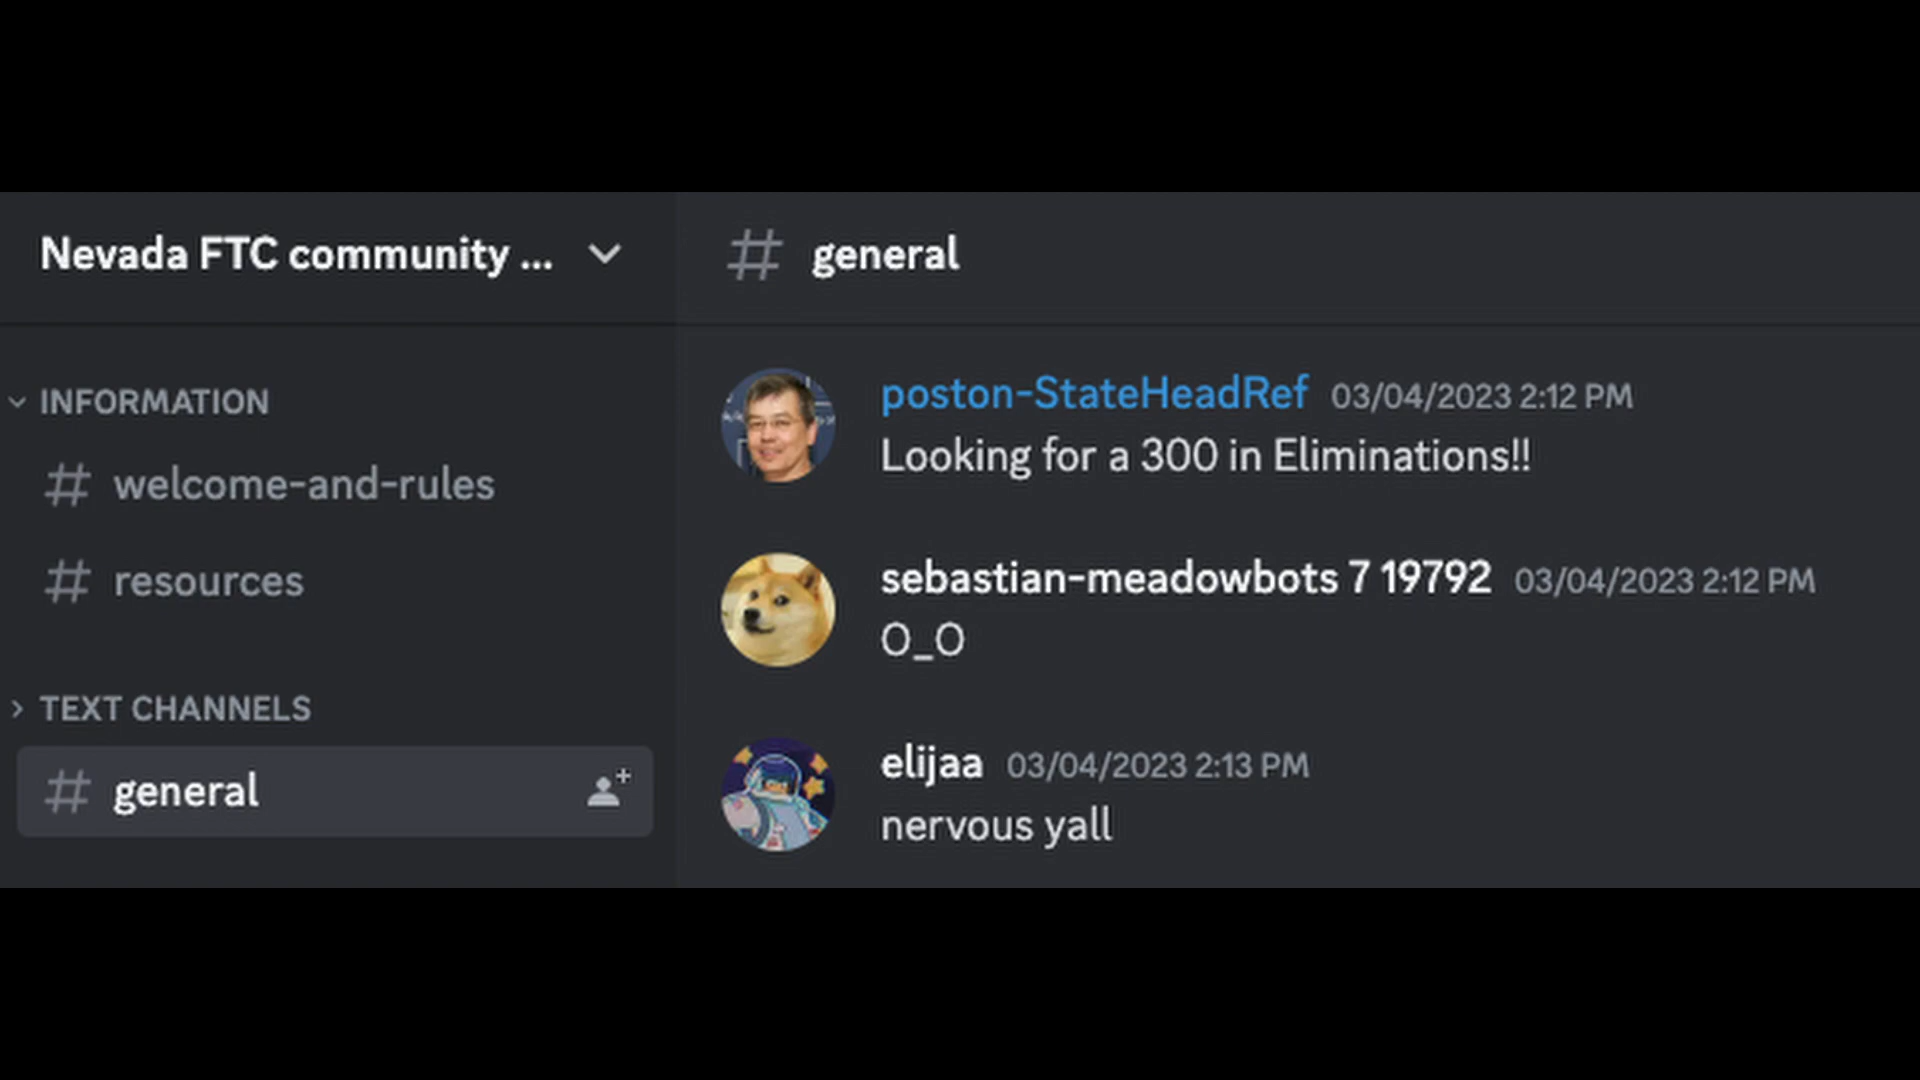 Nevada FTC community ...
INFORMATION
# welcome-and-rules
# resources
TEXT CHANNELS
# general
# general
poston-StateHeadRef 03/04/2023 2:12 PM
Looking for a 300 in Eliminations!!
sebastian-meadowbots 7 19792 03/04/2023 2:12 PM
O_O
elijaa 03/04/2023 2:13 PM
nervous yall